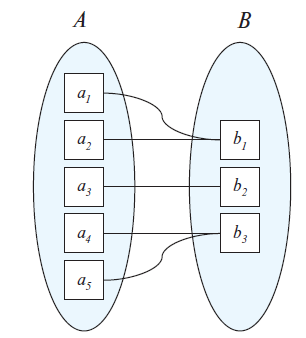 A B
a₁
a₂ b₁
a₃ b₂
a₄ b₃
a₅